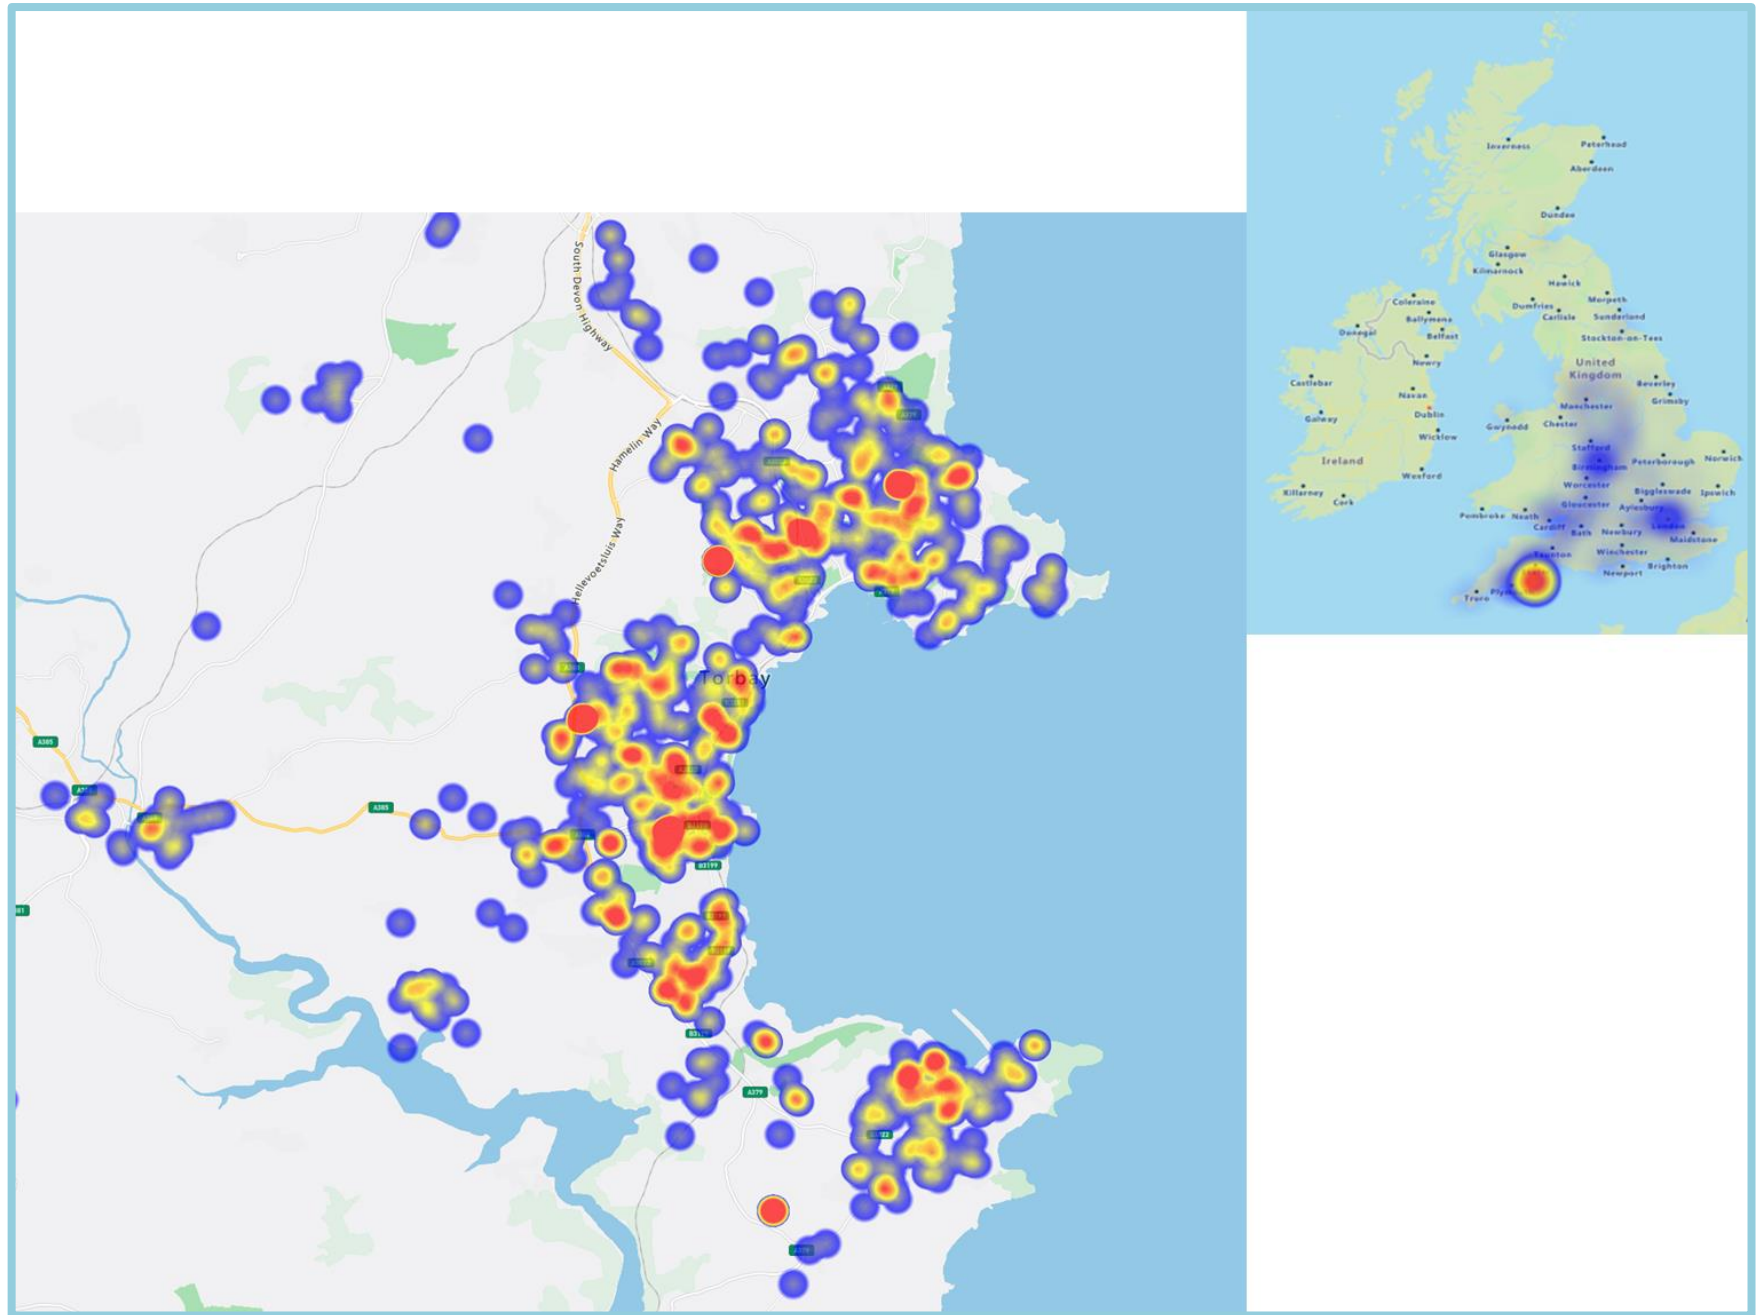 South Devon Highway
Hamelin Way
Hellevoetsluis Way
Torbay
A385
A385
B3199
A379
Inverness
Peterhead
Aberdeen
Dundee
Glasgow
Kilmarnock
Hawick
Coleraine
Morpeth
Dumfries
Ballymena
Carlisle
Sunderland
Donegal
Belfast
Stockton-on-Tees
Newry
United
Kingdom
Castlebar
Beverley
Navan
Grimsby
Manchester
Galway
Dublin
Gwynedd
Chester
Wicklow
Stafford
Ireland
Birmingham
Peterborough
Norwich
Wexford
Worcester
Killarney
Biggleswade
Ipswich
Cork
Gloucester
Aylesbury
Pembroke
Neath
Cardiff
London
Bath
Newbury
Maidstone
Taunton
Winchester
Brighton
Newport
Truro